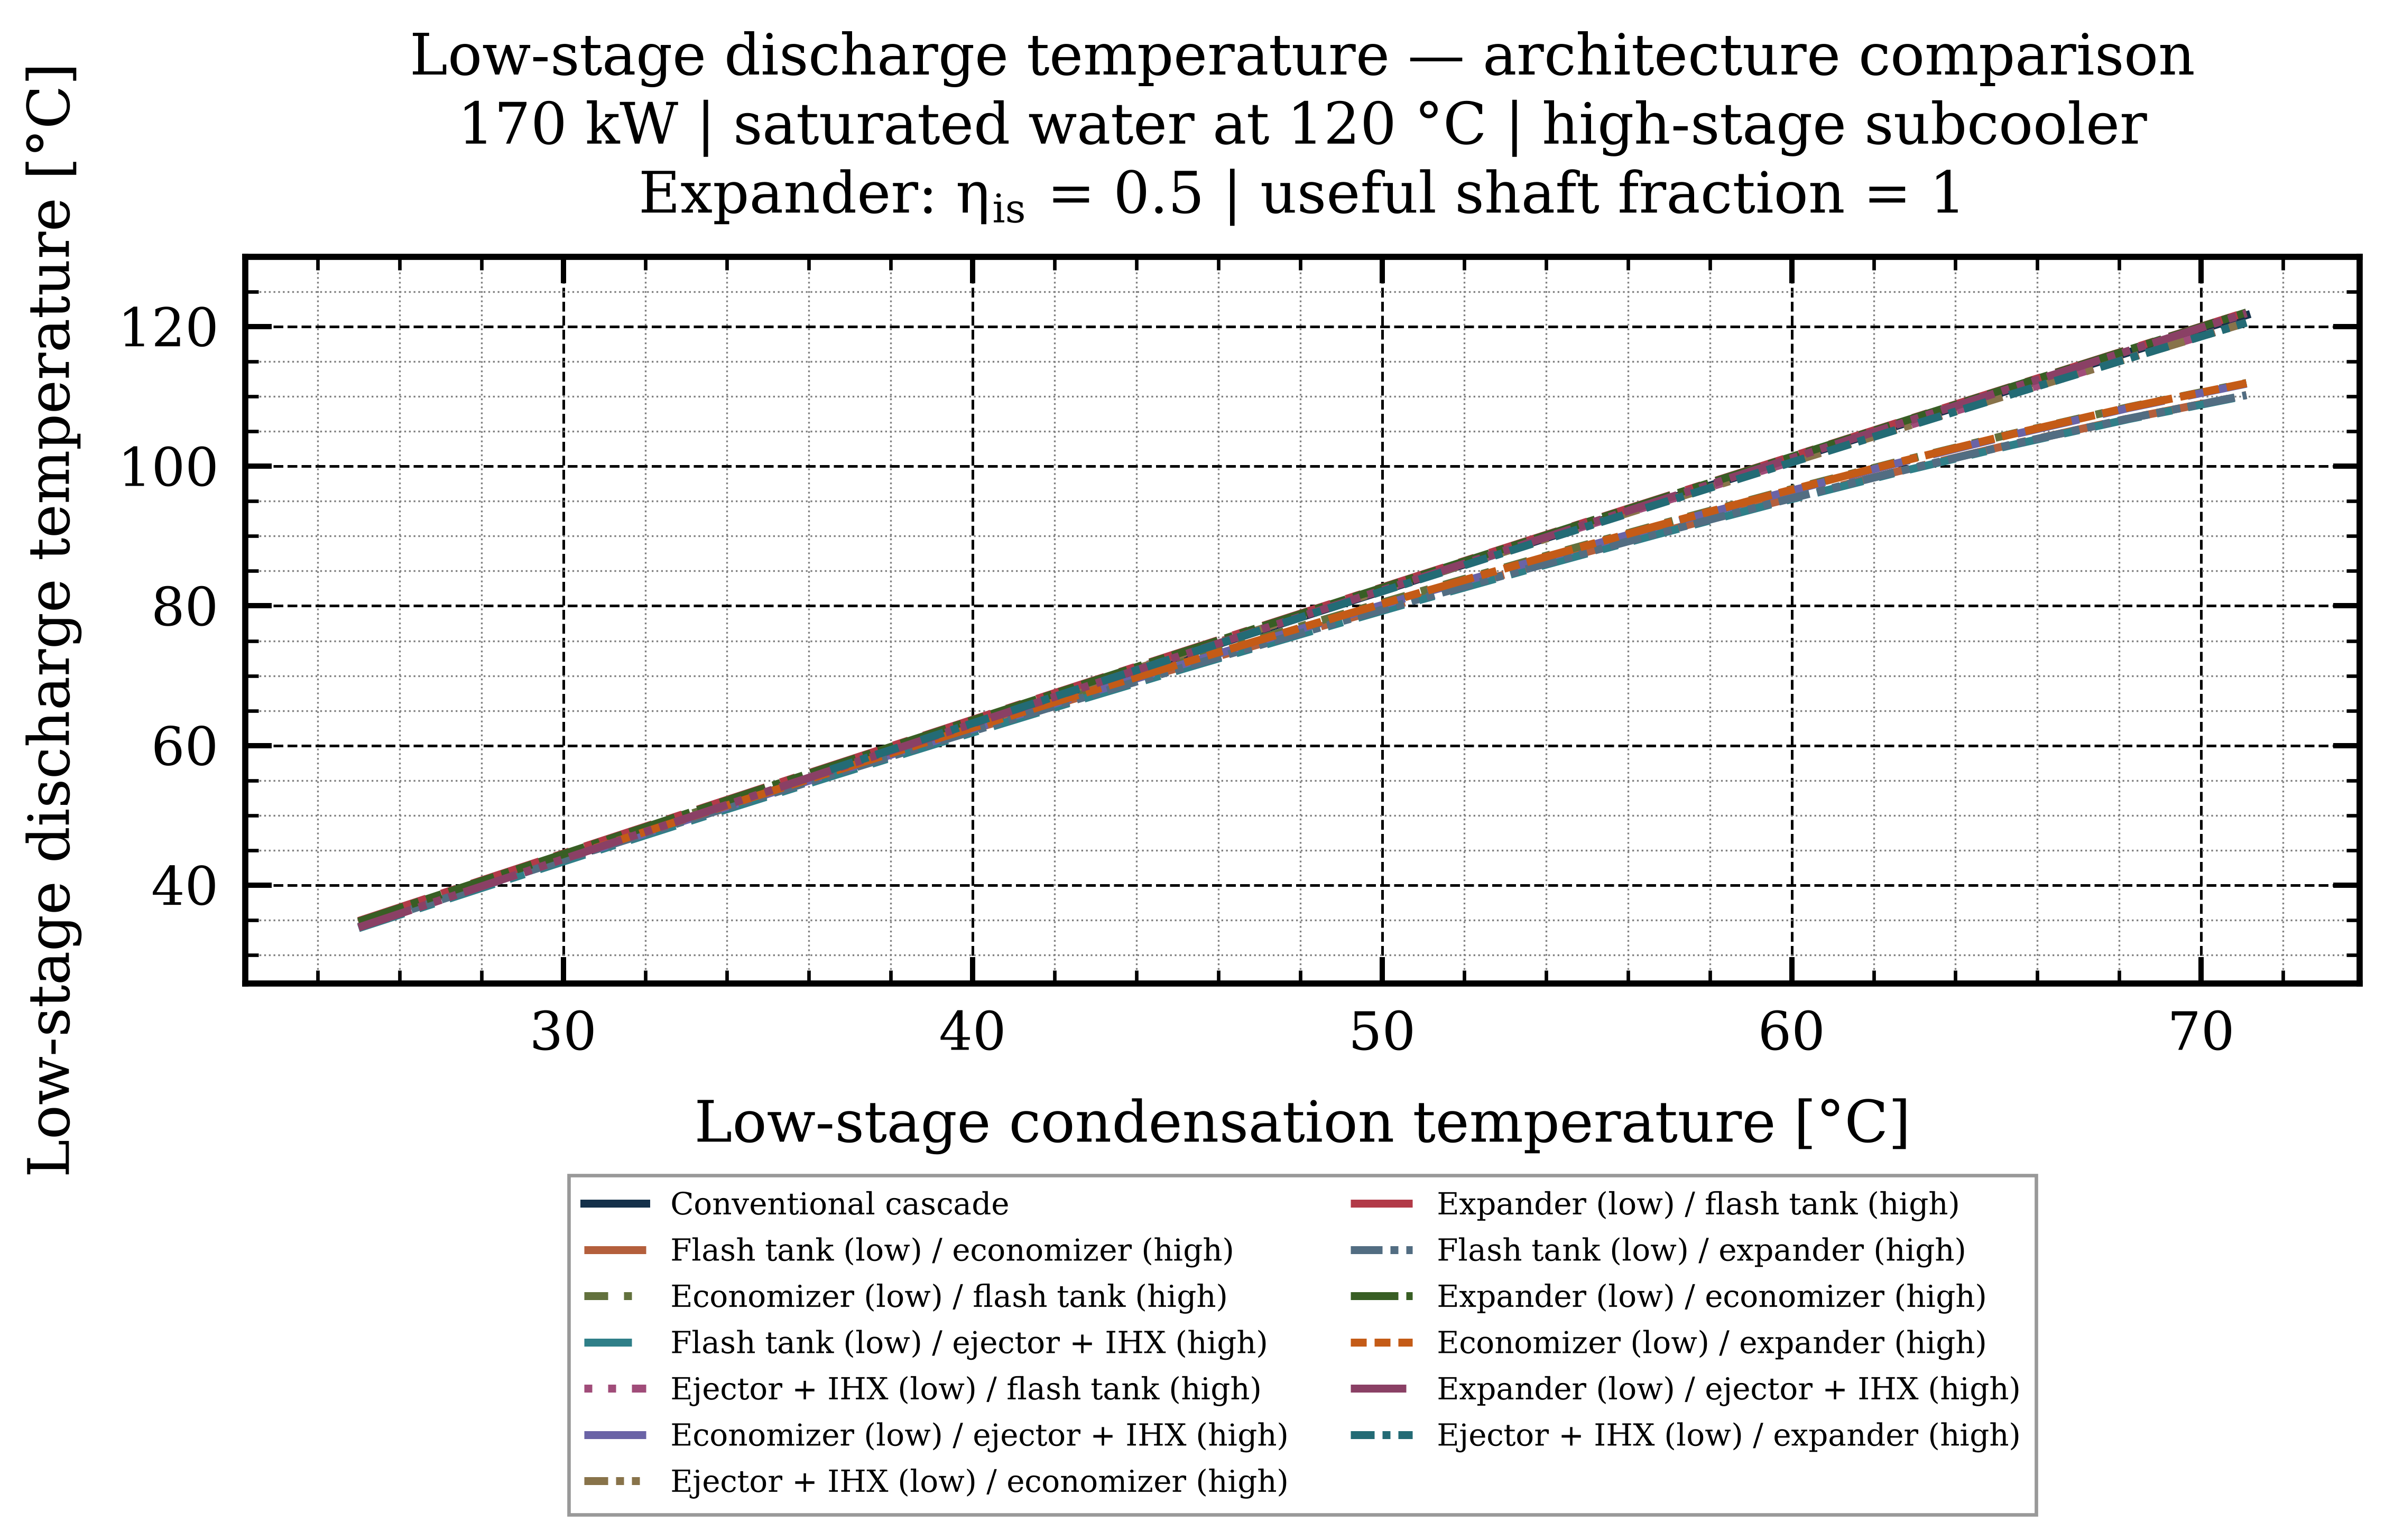 Low-stage discharge temperature — architecture comparison
170 kW | saturated water at 120 °C | high-stage subcooler
Expander: ηis = 0.5 | useful shaft fraction = 1
Low-stage discharge temperature [°C]
120
100
80
60
40
30 40 50 60 70
Low-stage condensation temperature [°C]
Conventional cascade
Flash tank (low) / economizer (high)
Economizer (low) / flash tank (high)
Flash tank (low) / ejector + IHX (high)
Ejector + IHX (low) / flash tank (high)
Economizer (low) / ejector + IHX (high)
Ejector + IHX (low) / economizer (high)
Expander (low) / flash tank (high)
Flash tank (low) / expander (high)
Expander (low) / economizer (high)
Economizer (low) / expander (high)
Expander (low) / ejector + IHX (high)
Ejector + IHX (low) / expander (high)